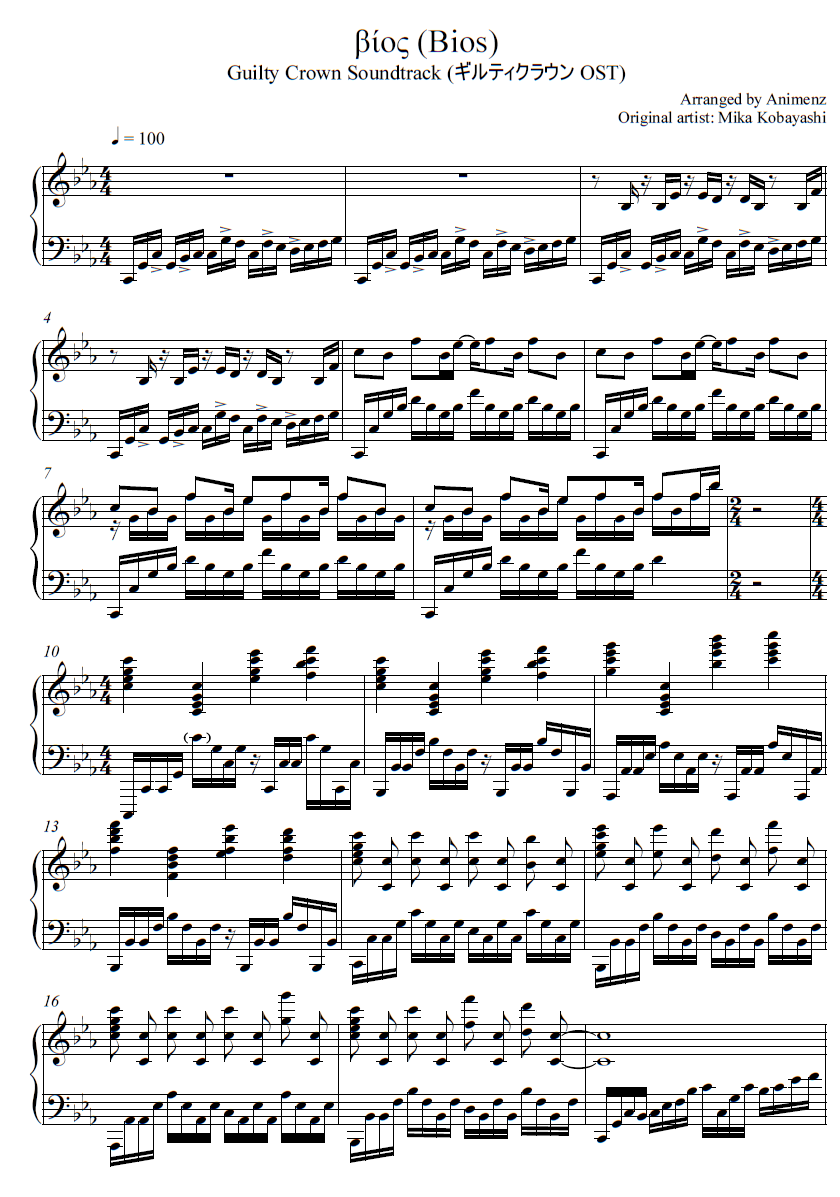 βίος (Bios)
Guilty Crown Soundtrack (ギルティクラウン OST)
Arranged by Animenz
Original artist: Mika Kobayashi
♩ = 100
4
7
10
13
16